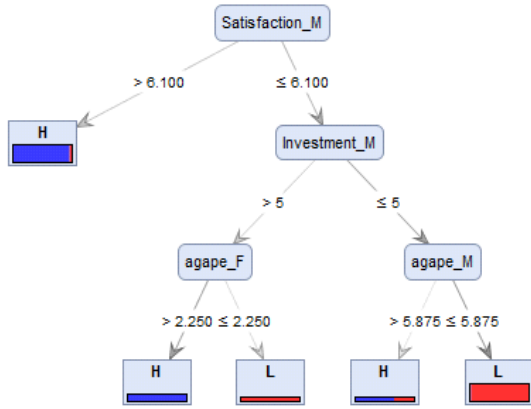 Satisfaction_M
> 6.100 ≤ 6.100
H
Investment_M
> 5 ≤ 5
agape_F agape_M
> 2.250 ≤ 2.250 > 5.875 ≤ 5.875
H L H L